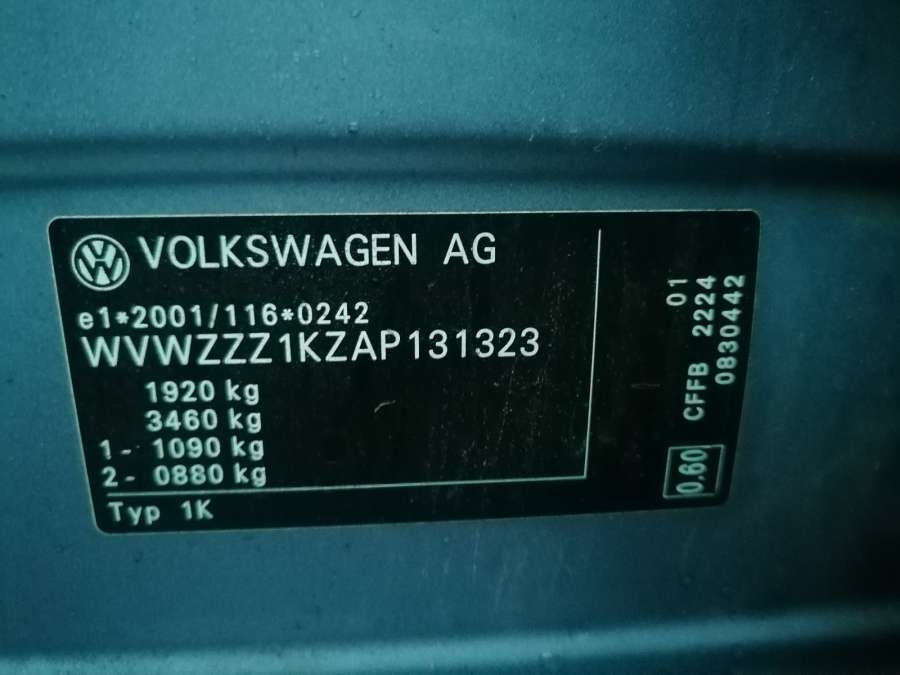 VOLKSWAGEN AG
e1*2001/116*0242
WVWZZZ1KZAP131323
1920 kg
3460 kg
1- 1090 kg
2- 0880 kg
Typ 1K
01
CFFB 2224
0830442
0.60